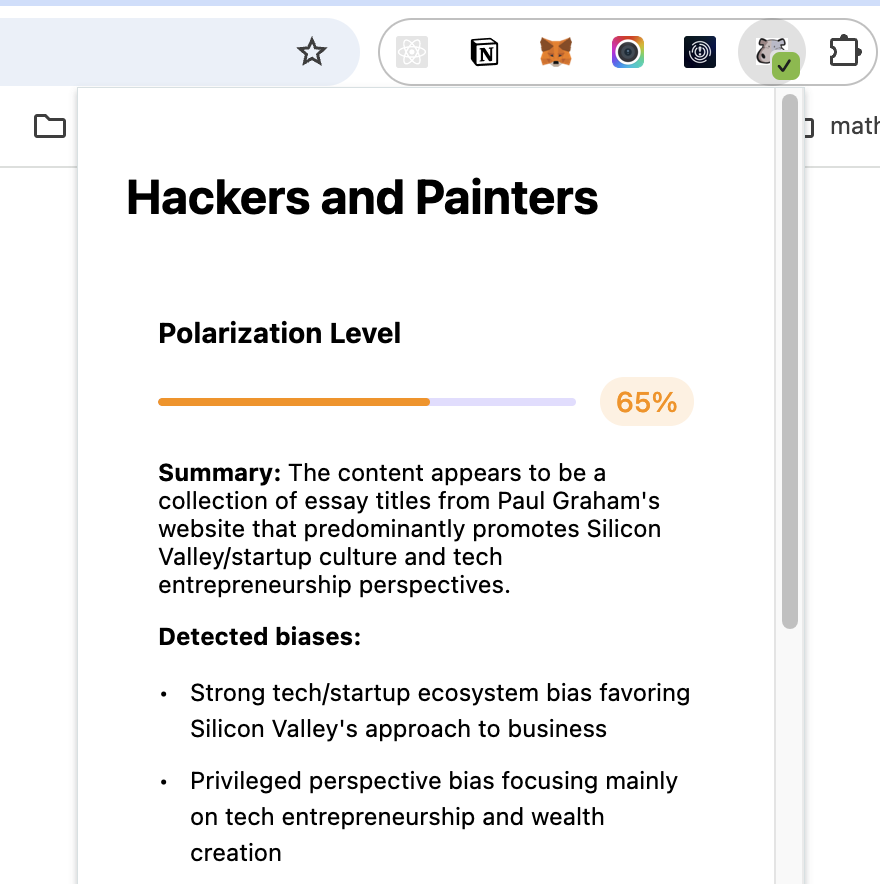 N
math
Hackers and Painters
Polarization Level
65%
Summary: The content appears to be a
collection of essay titles from Paul Graham's
website that predominantly promotes Silicon
Valley/startup culture and tech
entrepreneurship perspectives.
Detected biases:
• Strong tech/startup ecosystem bias favoring
Silicon Valley's approach to business
• Privileged perspective bias focusing mainly
on tech entrepreneurship and wealth
creation